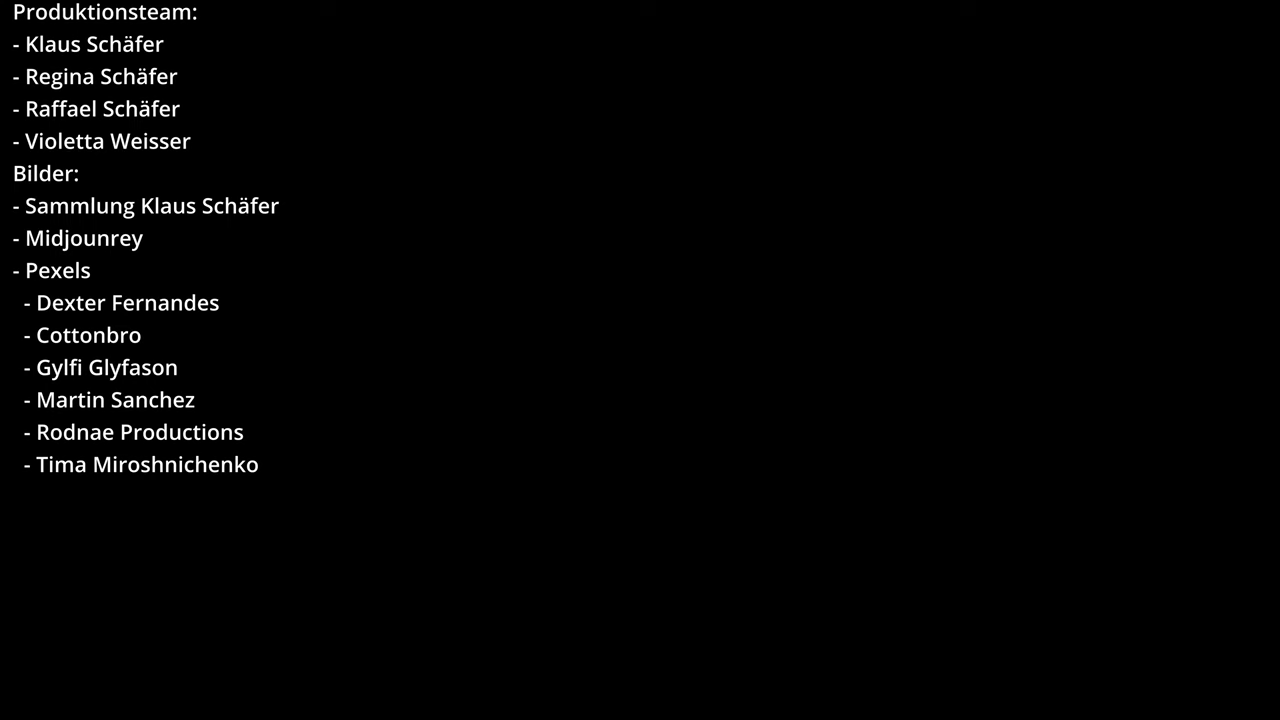 Produktionsteam:
- Klaus Schäfer
- Regina Schäfer
- Raffael Schäfer
- Violetta Weisser
Bilder:
- Sammlung Klaus Schäfer
- Midjounrey
- Pexels
- Dexter Fernandes
- Cottonbro
- Gylfi Glyfason
- Martin Sanchez
- Rodnae Productions
- Tima Miroshnichenko